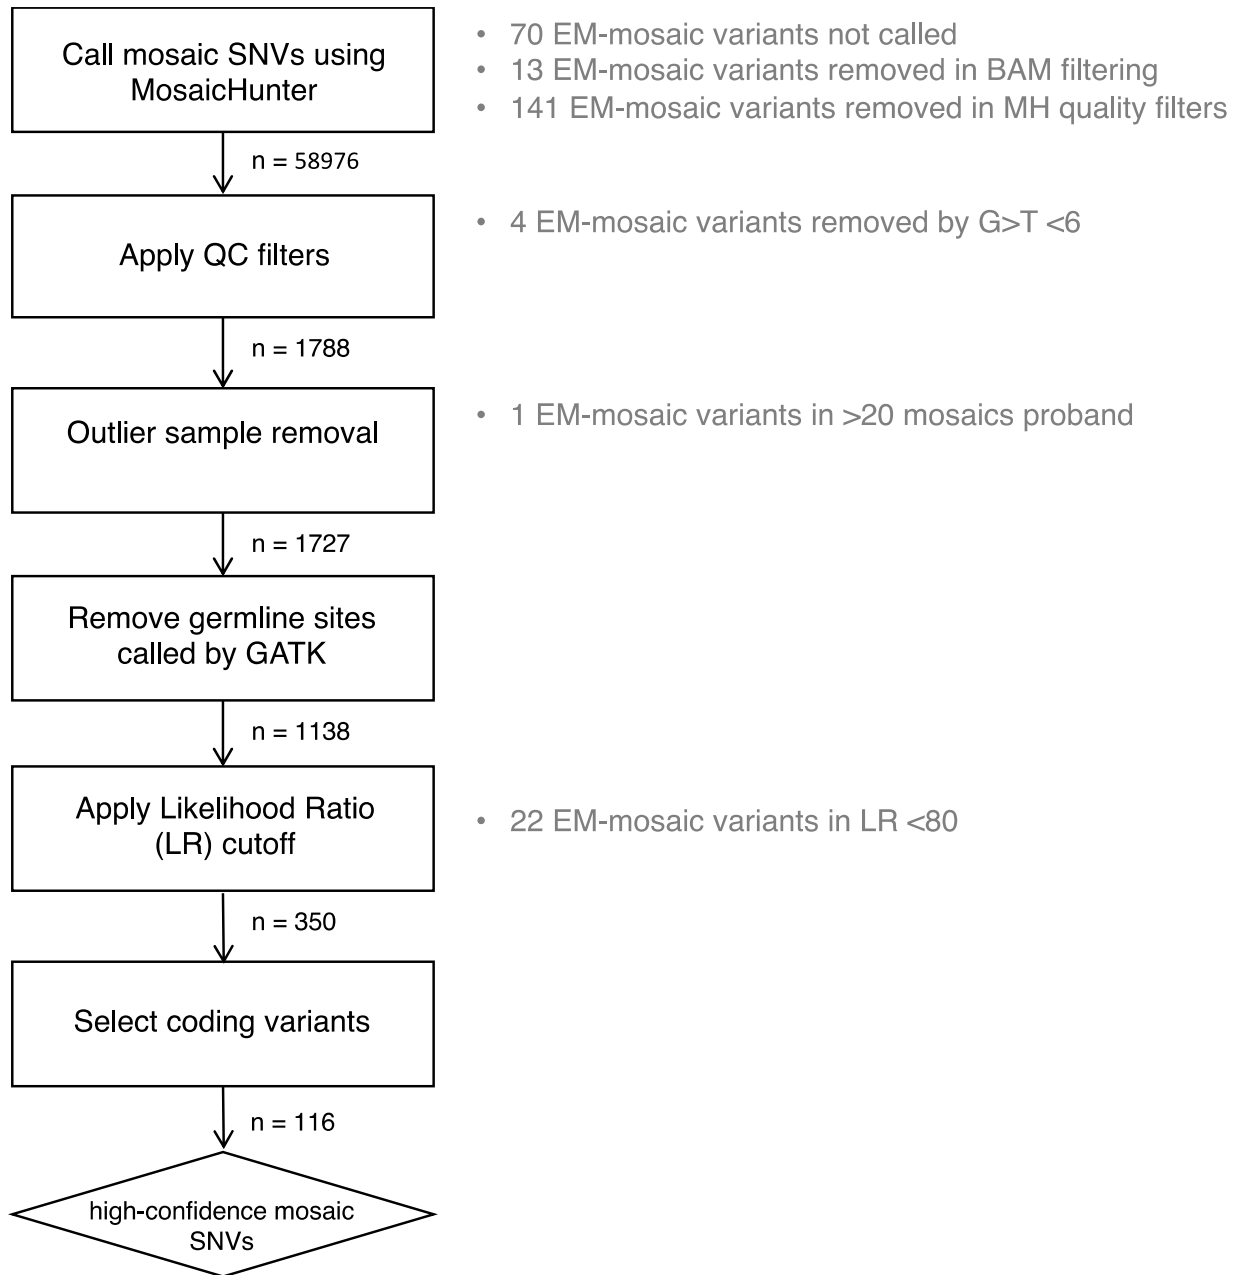 Call mosaic SNVs using
MosaicHunter
• 70 EM-mosaic variants not called
• 13 EM-mosaic variants removed in BAM filtering
• 141 EM-mosaic variants removed in MH quality filters
n = 58976
Apply QC filters
• 4 EM-mosaic variants removed by G>T <6
n = 1788
Outlier sample removal
• 1 EM-mosaic variants in >20 mosaics proband
n = 1727
Remove germline sites
called by GATK
n = 1138
Apply Likelihood Ratio
(LR) cutoff
• 22 EM-mosaic variants in LR <80
n = 350
Select coding variants
n = 116
high-confidence mosaic
SNVs